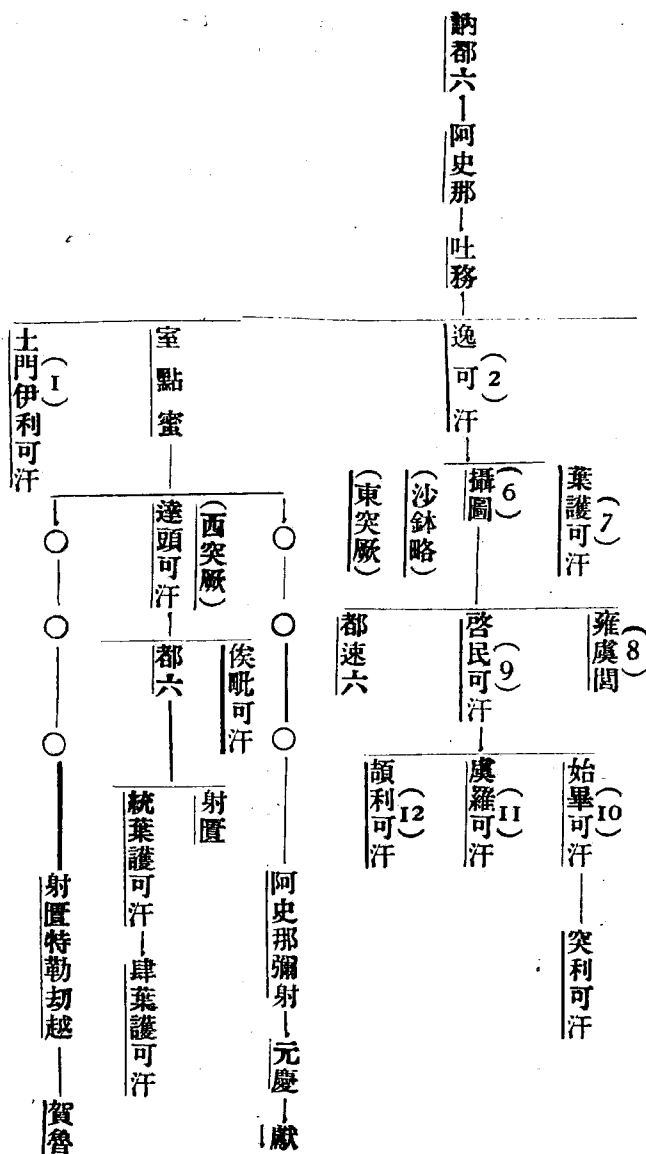 訥都六—阿史那—吐務
逸可汗(2)
葉護可汗(7)
攝圖(6)
(沙鉢略)
(東突厥)
雍虞閭(8)
啓民可汗(9)
都速六
始畢可汗(10)—突利可汗
虞羅可汗(11)
頡利可汗(12)
室點蜜
○—○—○—阿史那彌射—元慶—獻
(西突厥)
達頭可汗
俟毗可汗
都六
射匱
統葉護可汗—肆葉護可汗
○—○—○—射匱特勒劫越—賀魯
土門伊利可汗(1)